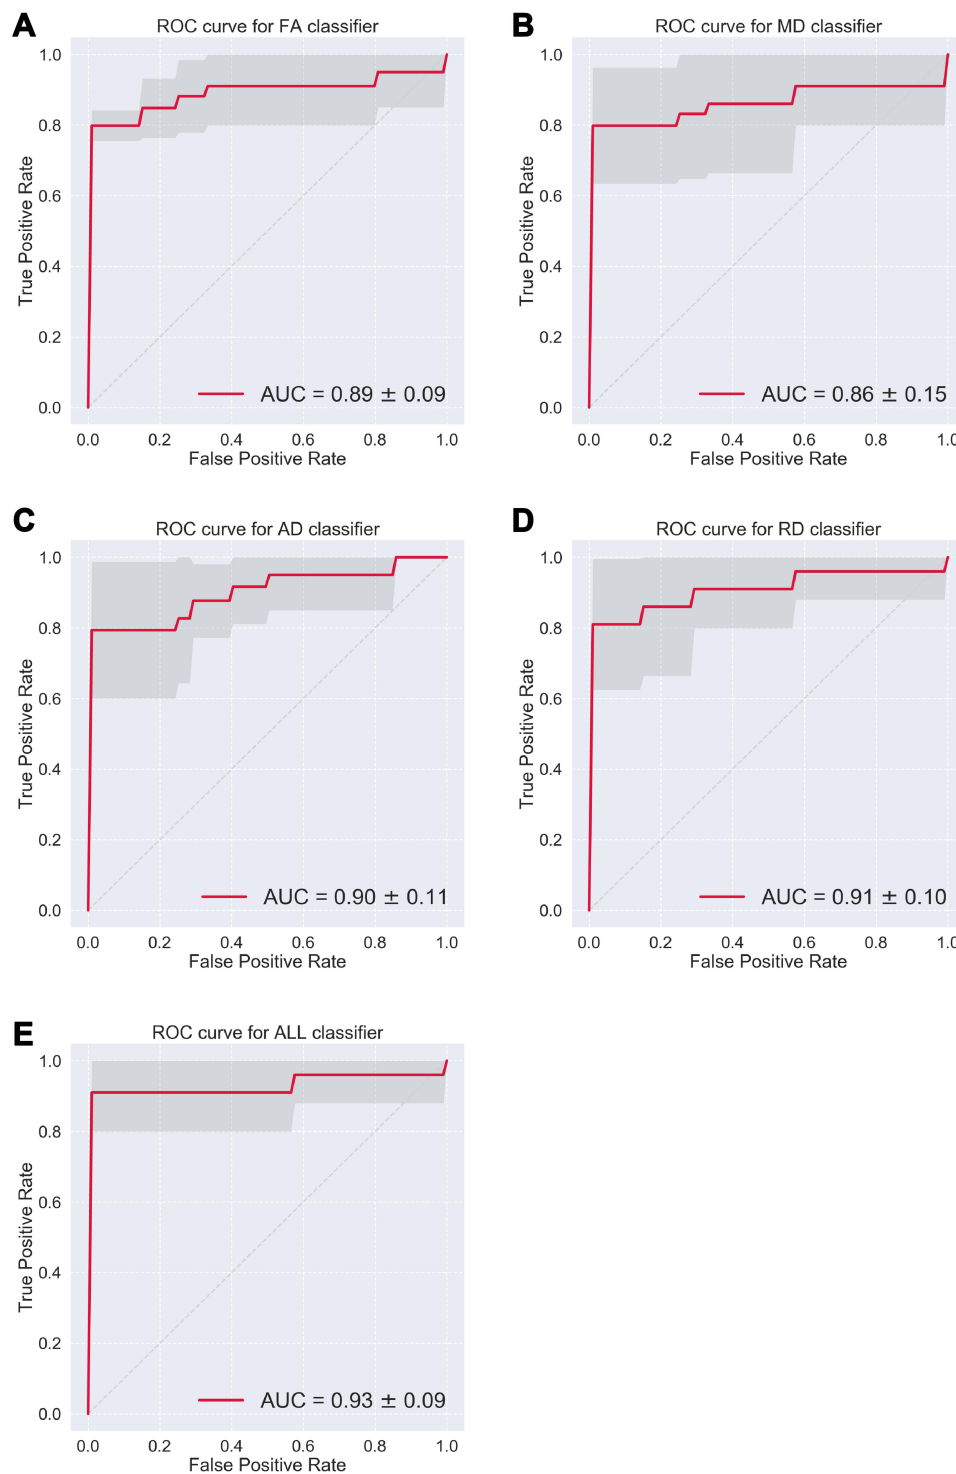 A
ROC curve for FA classifier
1.0
0.8
0.6
0.4
0.2
0.0
True Positive Rate
AUC = 0.89 ± 0.09
0.0 0.2 0.4 0.6 0.8 1.0
False Positive Rate
B
ROC curve for MD classifier
1.0
0.8
0.6
0.4
0.2
0.0
True Positive Rate
AUC = 0.86 ± 0.15
0.0 0.2 0.4 0.6 0.8 1.0
False Positive Rate
C
ROC curve for AD classifier
1.0
0.8
0.6
0.4
0.2
0.0
True Positive Rate
AUC = 0.90 ± 0.11
0.0 0.2 0.4 0.6 0.8 1.0
False Positive Rate
D
ROC curve for RD classifier
1.0
0.8
0.6
0.4
0.2
0.0
True Positive Rate
AUC = 0.91 ± 0.10
0.0 0.2 0.4 0.6 0.8 1.0
False Positive Rate
E
ROC curve for ALL classifier
1.0
0.8
0.6
0.4
0.2
0.0
True Positive Rate
AUC = 0.93 ± 0.09
0.0 0.2 0.4 0.6 0.8 1.0
False Positive Rate